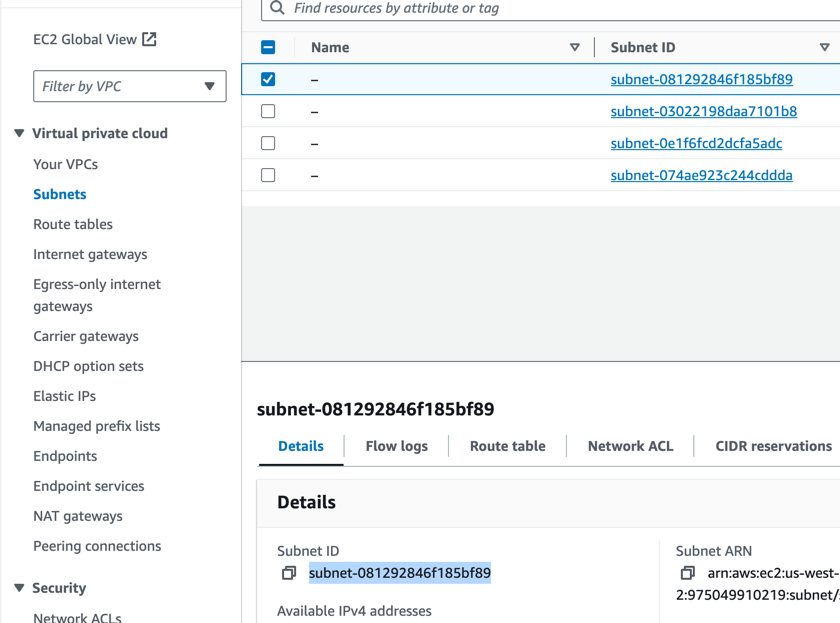 EC2 Global View
Filter by VPC
Virtual private cloud
Your VPCs
Subnets
Route tables
Internet gateways
Egress-only internet
gateways
Carrier gateways
DHCP option sets
Elastic IPs
Managed prefix lists
Endpoints
Endpoint services
NAT gateways
Peering connections
Security
Network ACLs
Find resources by attribute or tag
Name Subnet ID
– subnet-081292846f185bf89
– subnet-03022198daa7101b8
– subnet-0e1f6fcd2dcfa5adc
– subnet-074ae923c244cddda
subnet-081292846f185bf89
Details Flow logs Route table Network ACL CIDR reservations
Details
Subnet ID
subnet-081292846f185bf89
Available IPv4 addresses
Subnet ARN
arn:aws:ec2:us-west-
2:975049910219:subnet/